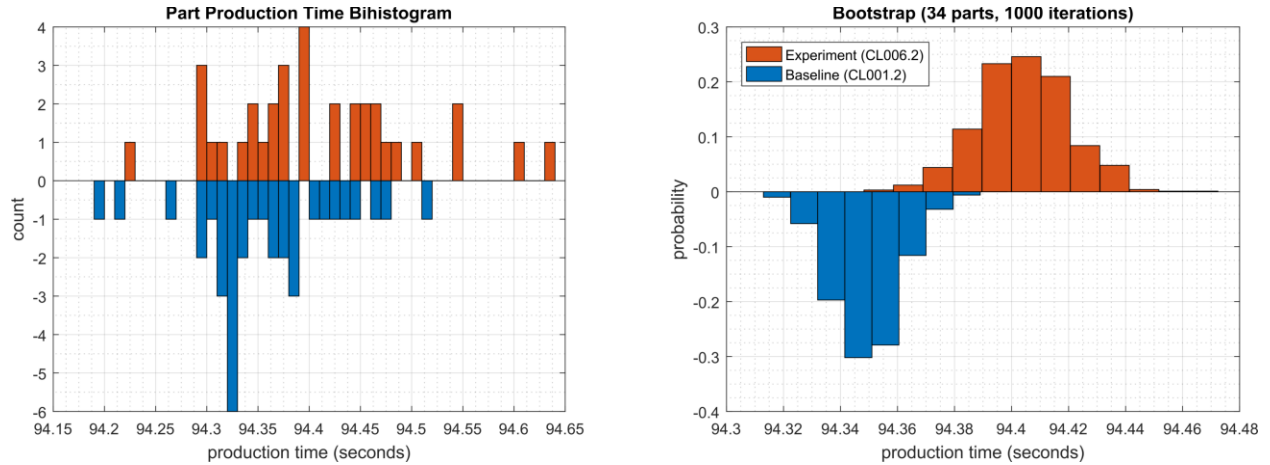 Part Production Time Bihistogram
4
3
2
1
0
-1
-2
-3
-4
-5
-6
count
94.15 94.2 94.25 94.3 94.35 94.4 94.45 94.5 94.55 94.6 94.65
production time (seconds)
Bootstrap (34 parts, 1000 iterations)
Experiment (CL006.2)
Baseline (CL001.2)
0.3
0.2
0.1
0
-0.1
-0.2
-0.3
-0.4
probability
94.3 94.32 94.34 94.36 94.38 94.4 94.42 94.44 94.46 94.48
production time (seconds)